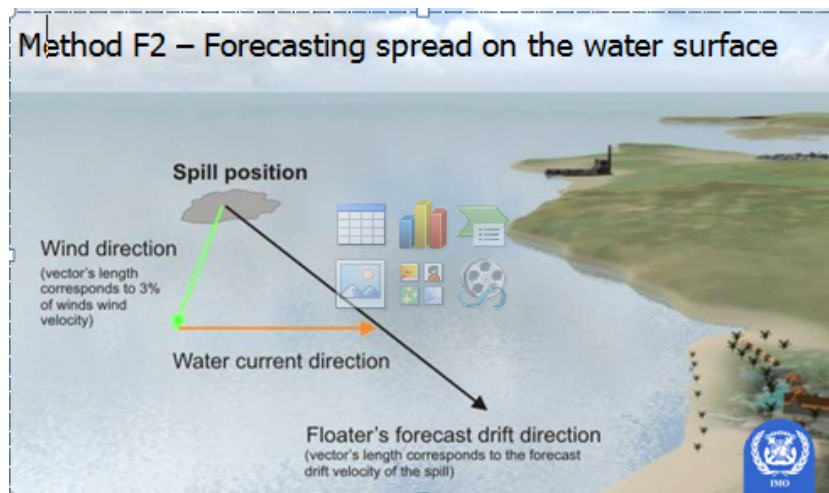 Method F2 – Forecasting spread on the water surface
Spill position
Wind direction
(vector's length
corresponds to 3%
of winds wind
velocity)
Water current direction
Floater's forecast drift direction
(vector's length corresponds to the forecast
drift velocity of the spill)
IMO